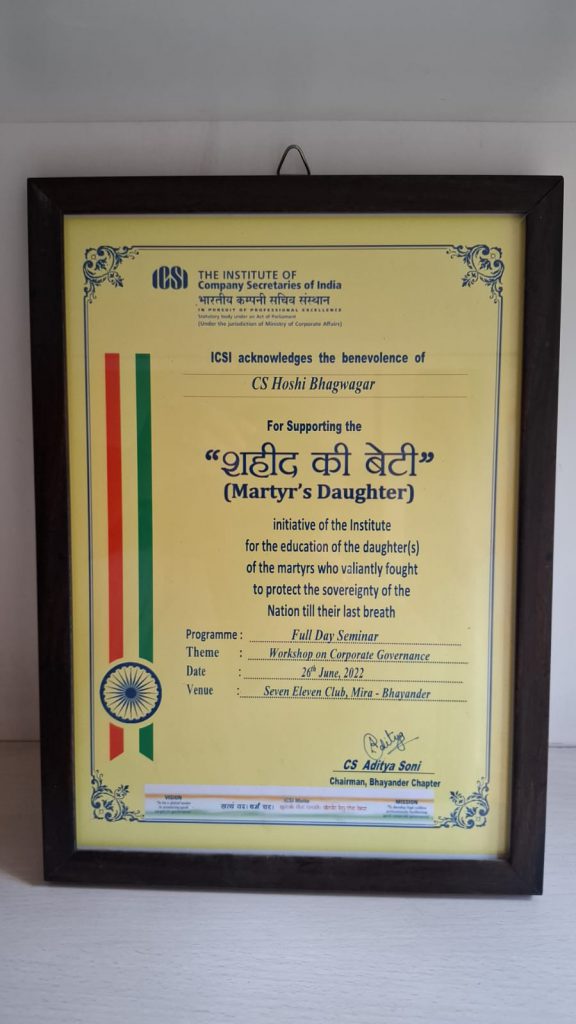 ICSI
THE INSTITUTE OF
Company Secretaries of India
भारतीय कम्पनी सचिव संस्थान
IN PURSUIT OF PROFESSIONAL EXCELLENCE
Statutory body under an Act of Parliament
(Under the jurisdiction of Ministry of Corporate Affairs)
ICSI acknowledges the benevolence of
CS Hoshi Bhagwagar
For Supporting the
“शहीद की बेटी”
(Martyr's Daughter)
initiative of the Institute
for the education of the daughter(s)
of the martyrs who valiantly fought
to protect the sovereignty of the
Nation till their last breath
Programme : Full Day Seminar
Theme : Workshop on Corporate Governance
Date : 26th June, 2022
Venue : Seven Eleven Club, Mira - Bhayander
Aditya
CS Aditya Soni
Chairman, Bhayander Chapter
VISION
ICSI Motto
सत्यं वद। धर्मं चर।
MISSION